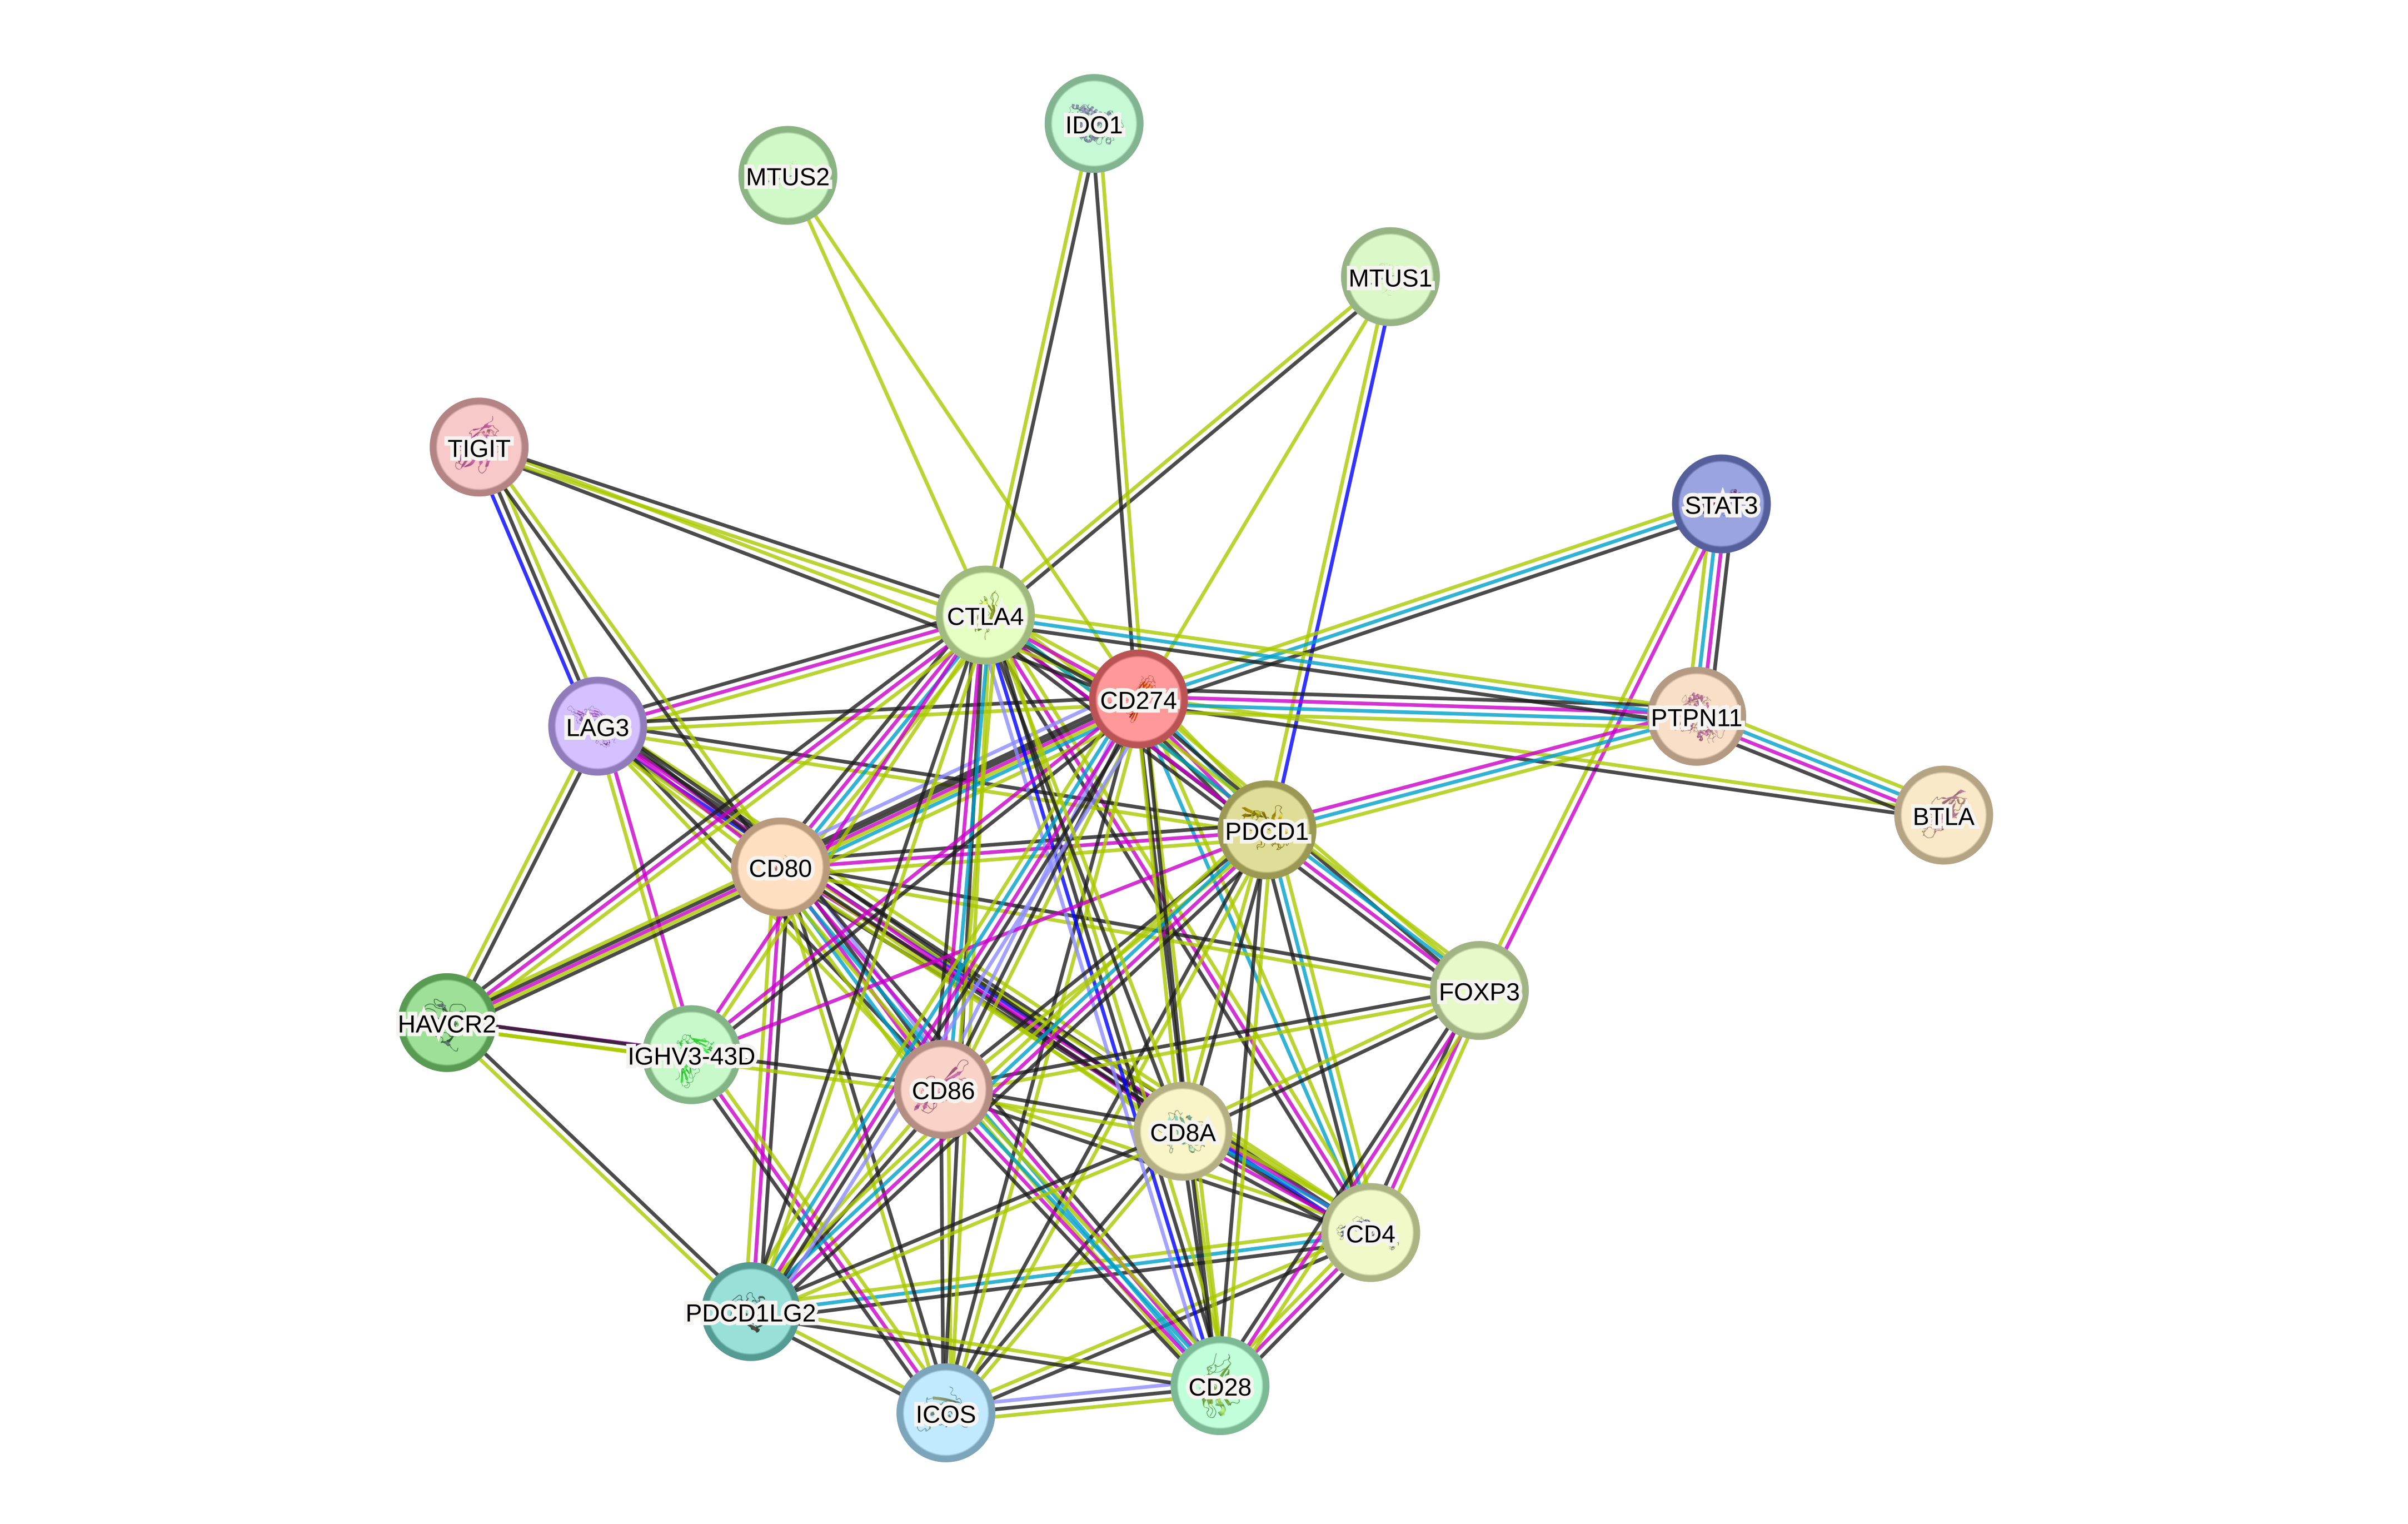 IDO1
MTUS2
MTUS1
TIGIT
STAT3
CTLA4
CD274
PTPN11
LAG3
BTLA
PDCD1
CD80
FOXP3
HAVCR2
IGHV3-43D
CD86
CD8A
CD4
PDCD1LG2
CD28
ICOS